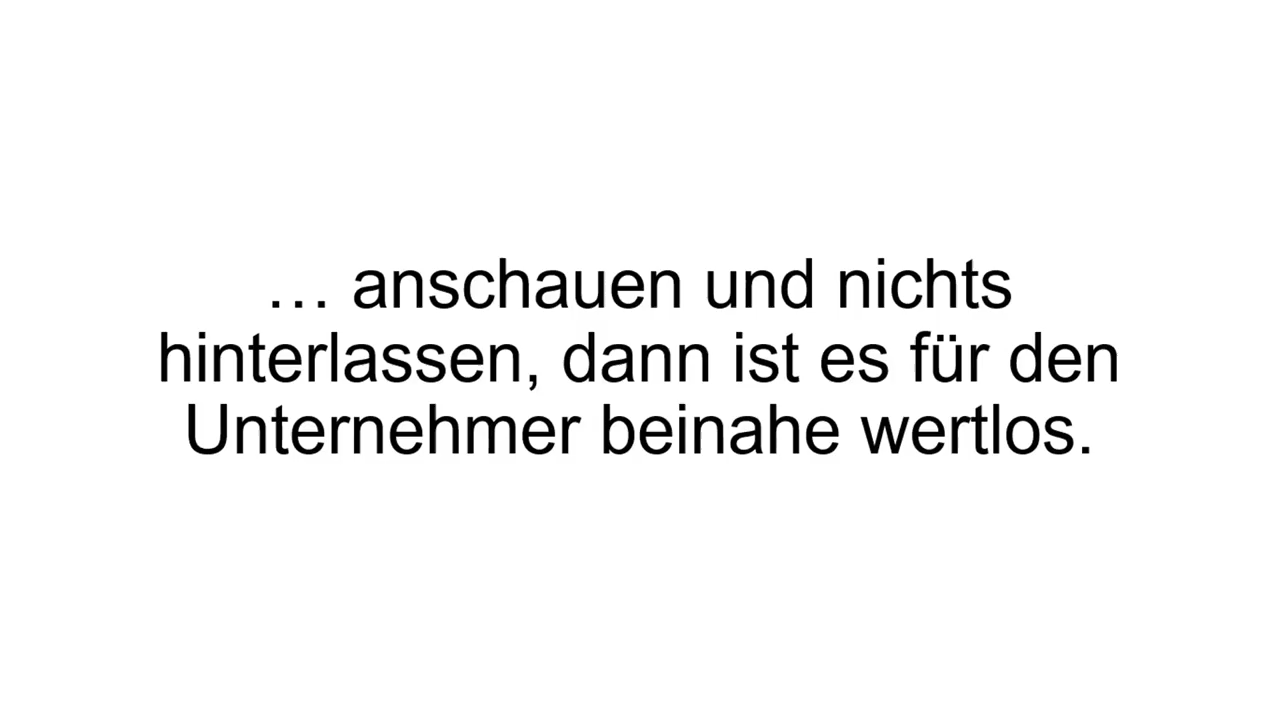 … anschauen und nichts
hinterlassen, dann ist es für den
Unternehmer beinahe wertlos.